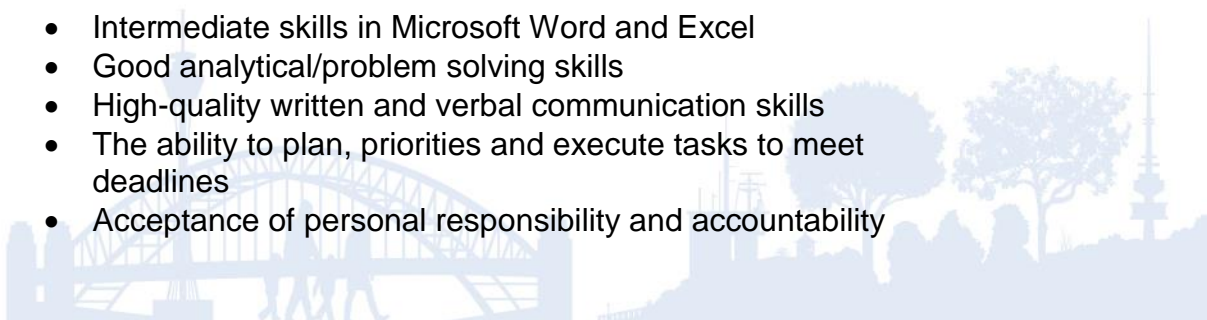 • Intermediate skills in Microsoft Word and Excel
• Good analytical/problem solving skills
• High-quality written and verbal communication skills
• The ability to plan, priorities and execute tasks to meet
deadlines
• Acceptance of personal responsibility and accountability